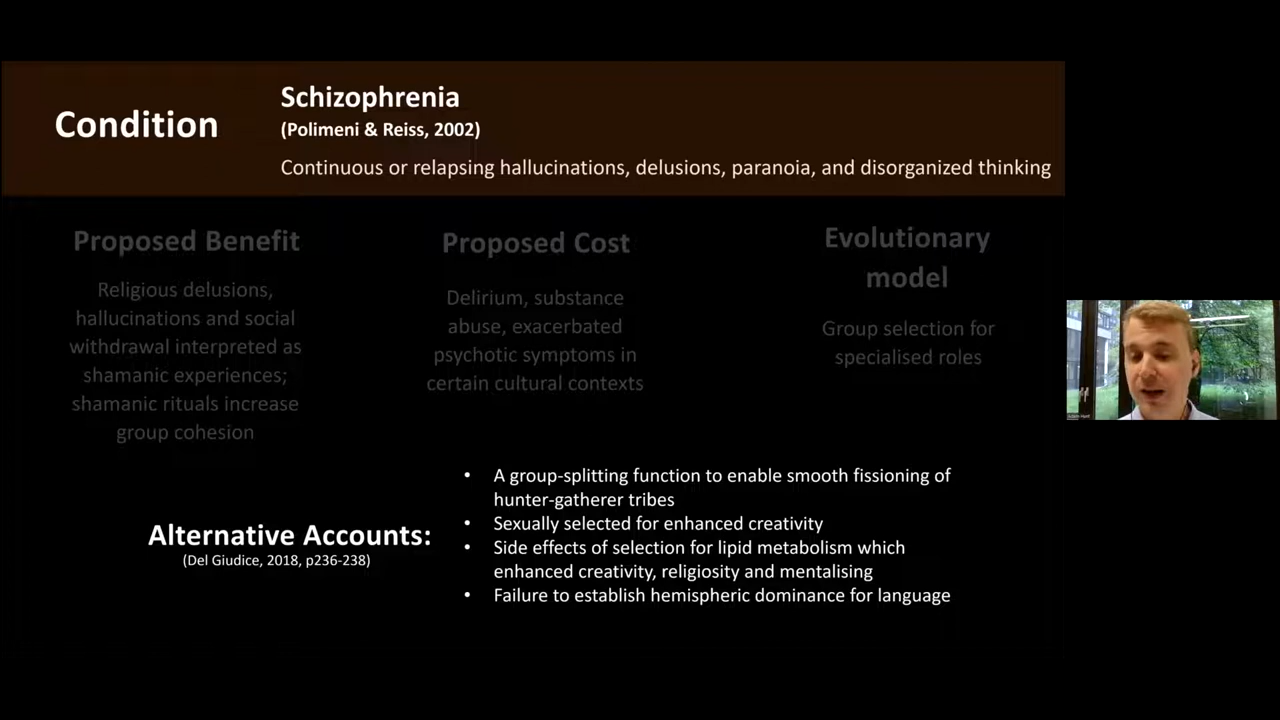 Condition
Schizophrenia
(Polimeni & Reiss, 2002)
Continuous or relapsing hallucinations, delusions, paranoia, and disorganized thinking
Proposed Benefit
Religious delusions,
hallucinations and social
withdrawal interpreted as
shamanic experiences;
shamanic rituals increase
group cohesion
Proposed Cost
Delirium, substance
abuse, exacerbated
psychotic symptoms in
certain cultural contexts
Evolutionary
model
Group selection for
specialised roles
Alternative Accounts:
(Del Giudice, 2018, p236-238)
• A group-splitting function to enable smooth fissioning of
hunter-gatherer tribes
• Sexually selected for enhanced creativity
• Side effects of selection for lipid metabolism which
enhanced creativity, religiosity and mentalising
• Failure to establish hemispheric dominance for language